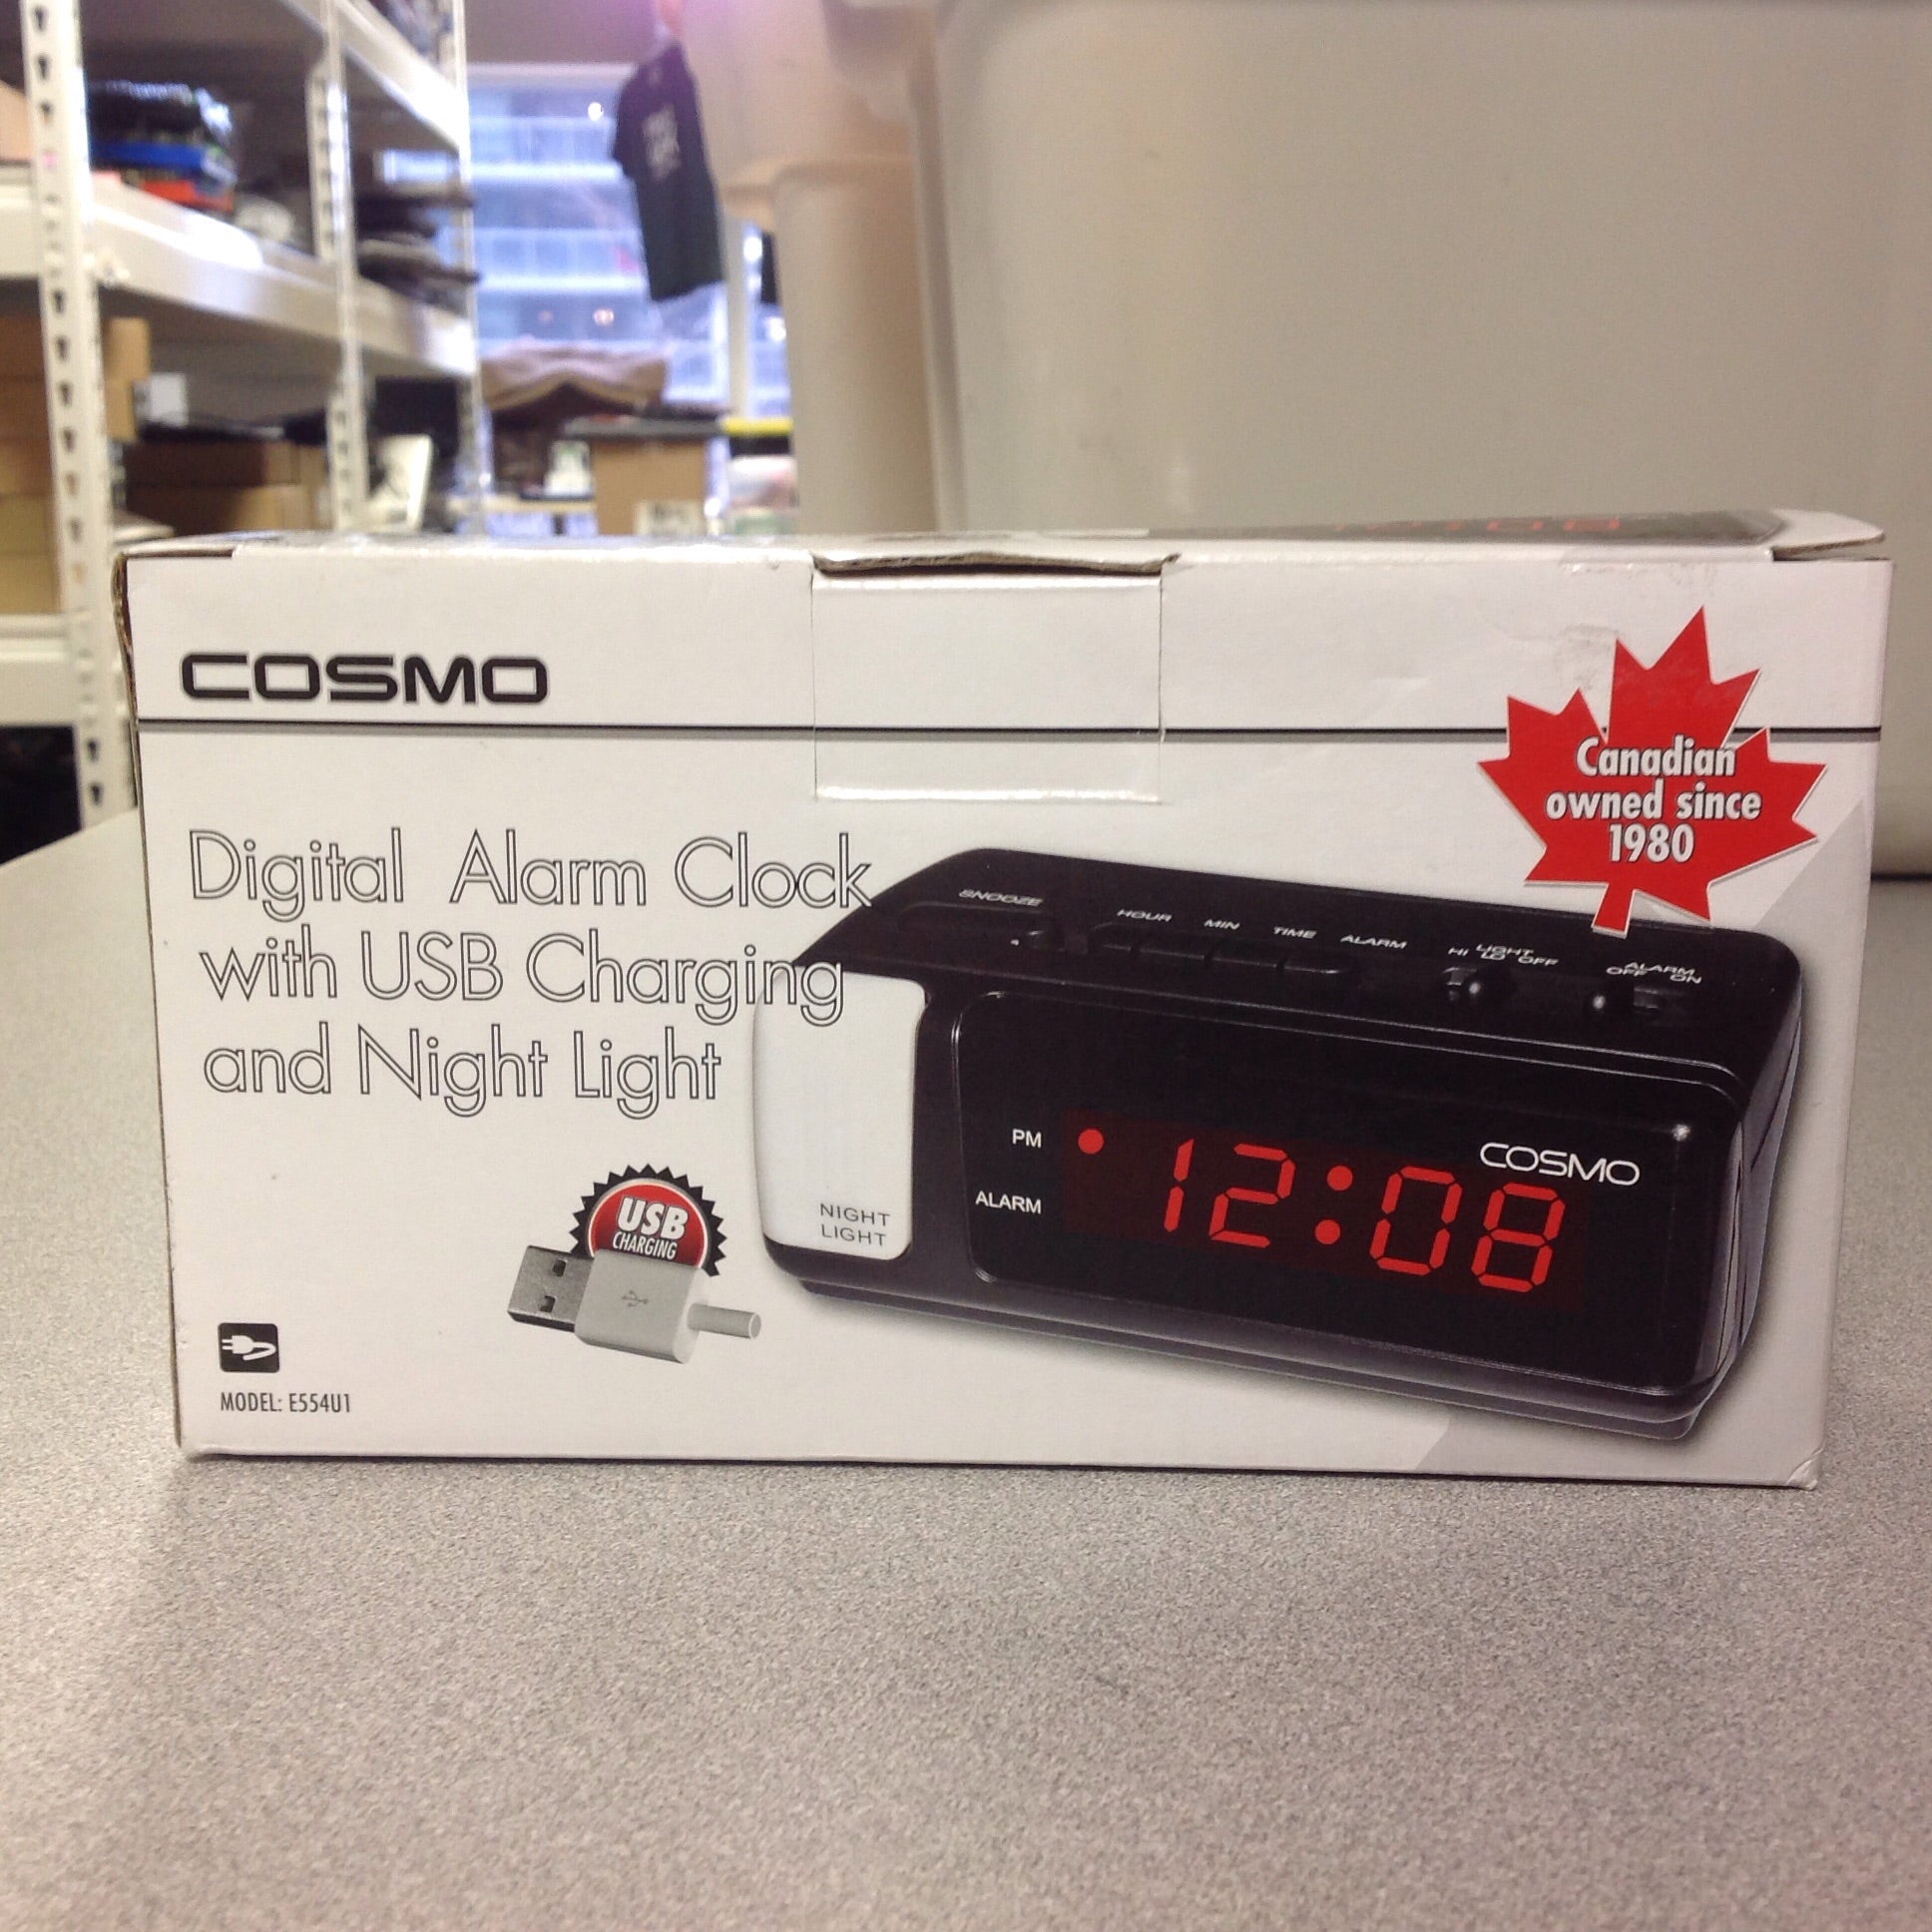 COSMO
Canadian
owned since
1980
Digital Alarm Clock
with USB Charging
and Night Light
SNOOZE
HOUR MIN TIME ALARM
LIGHT
HI LO OFF
ALARM
OFF ON
PM
ALARM
12:08
COSMO
NIGHT
LIGHT
USB
CHARGING
MODEL: E554U1